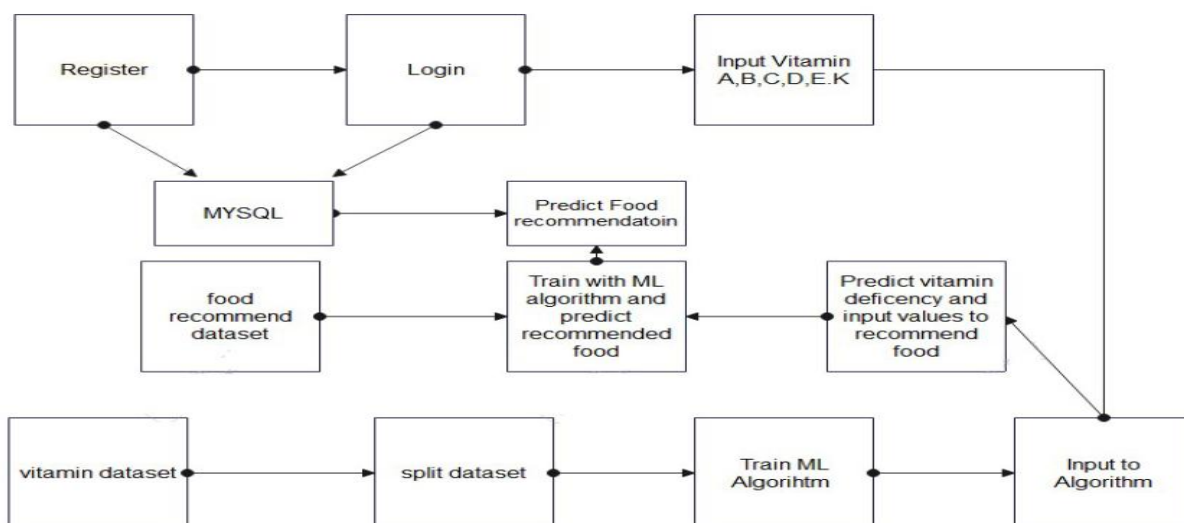 Register
Login
Input Vitamin
A,B,C,D,E.K
MYSQL
Predict Food
recommendatoin
food
recommend
dataset
Train with ML
algorithm and
predict
recommended
food
Predict vitamin
deficency and
input values to
recommend
food
vitamin dataset
split dataset
Train ML
Algorihtm
Input to
Algorithm